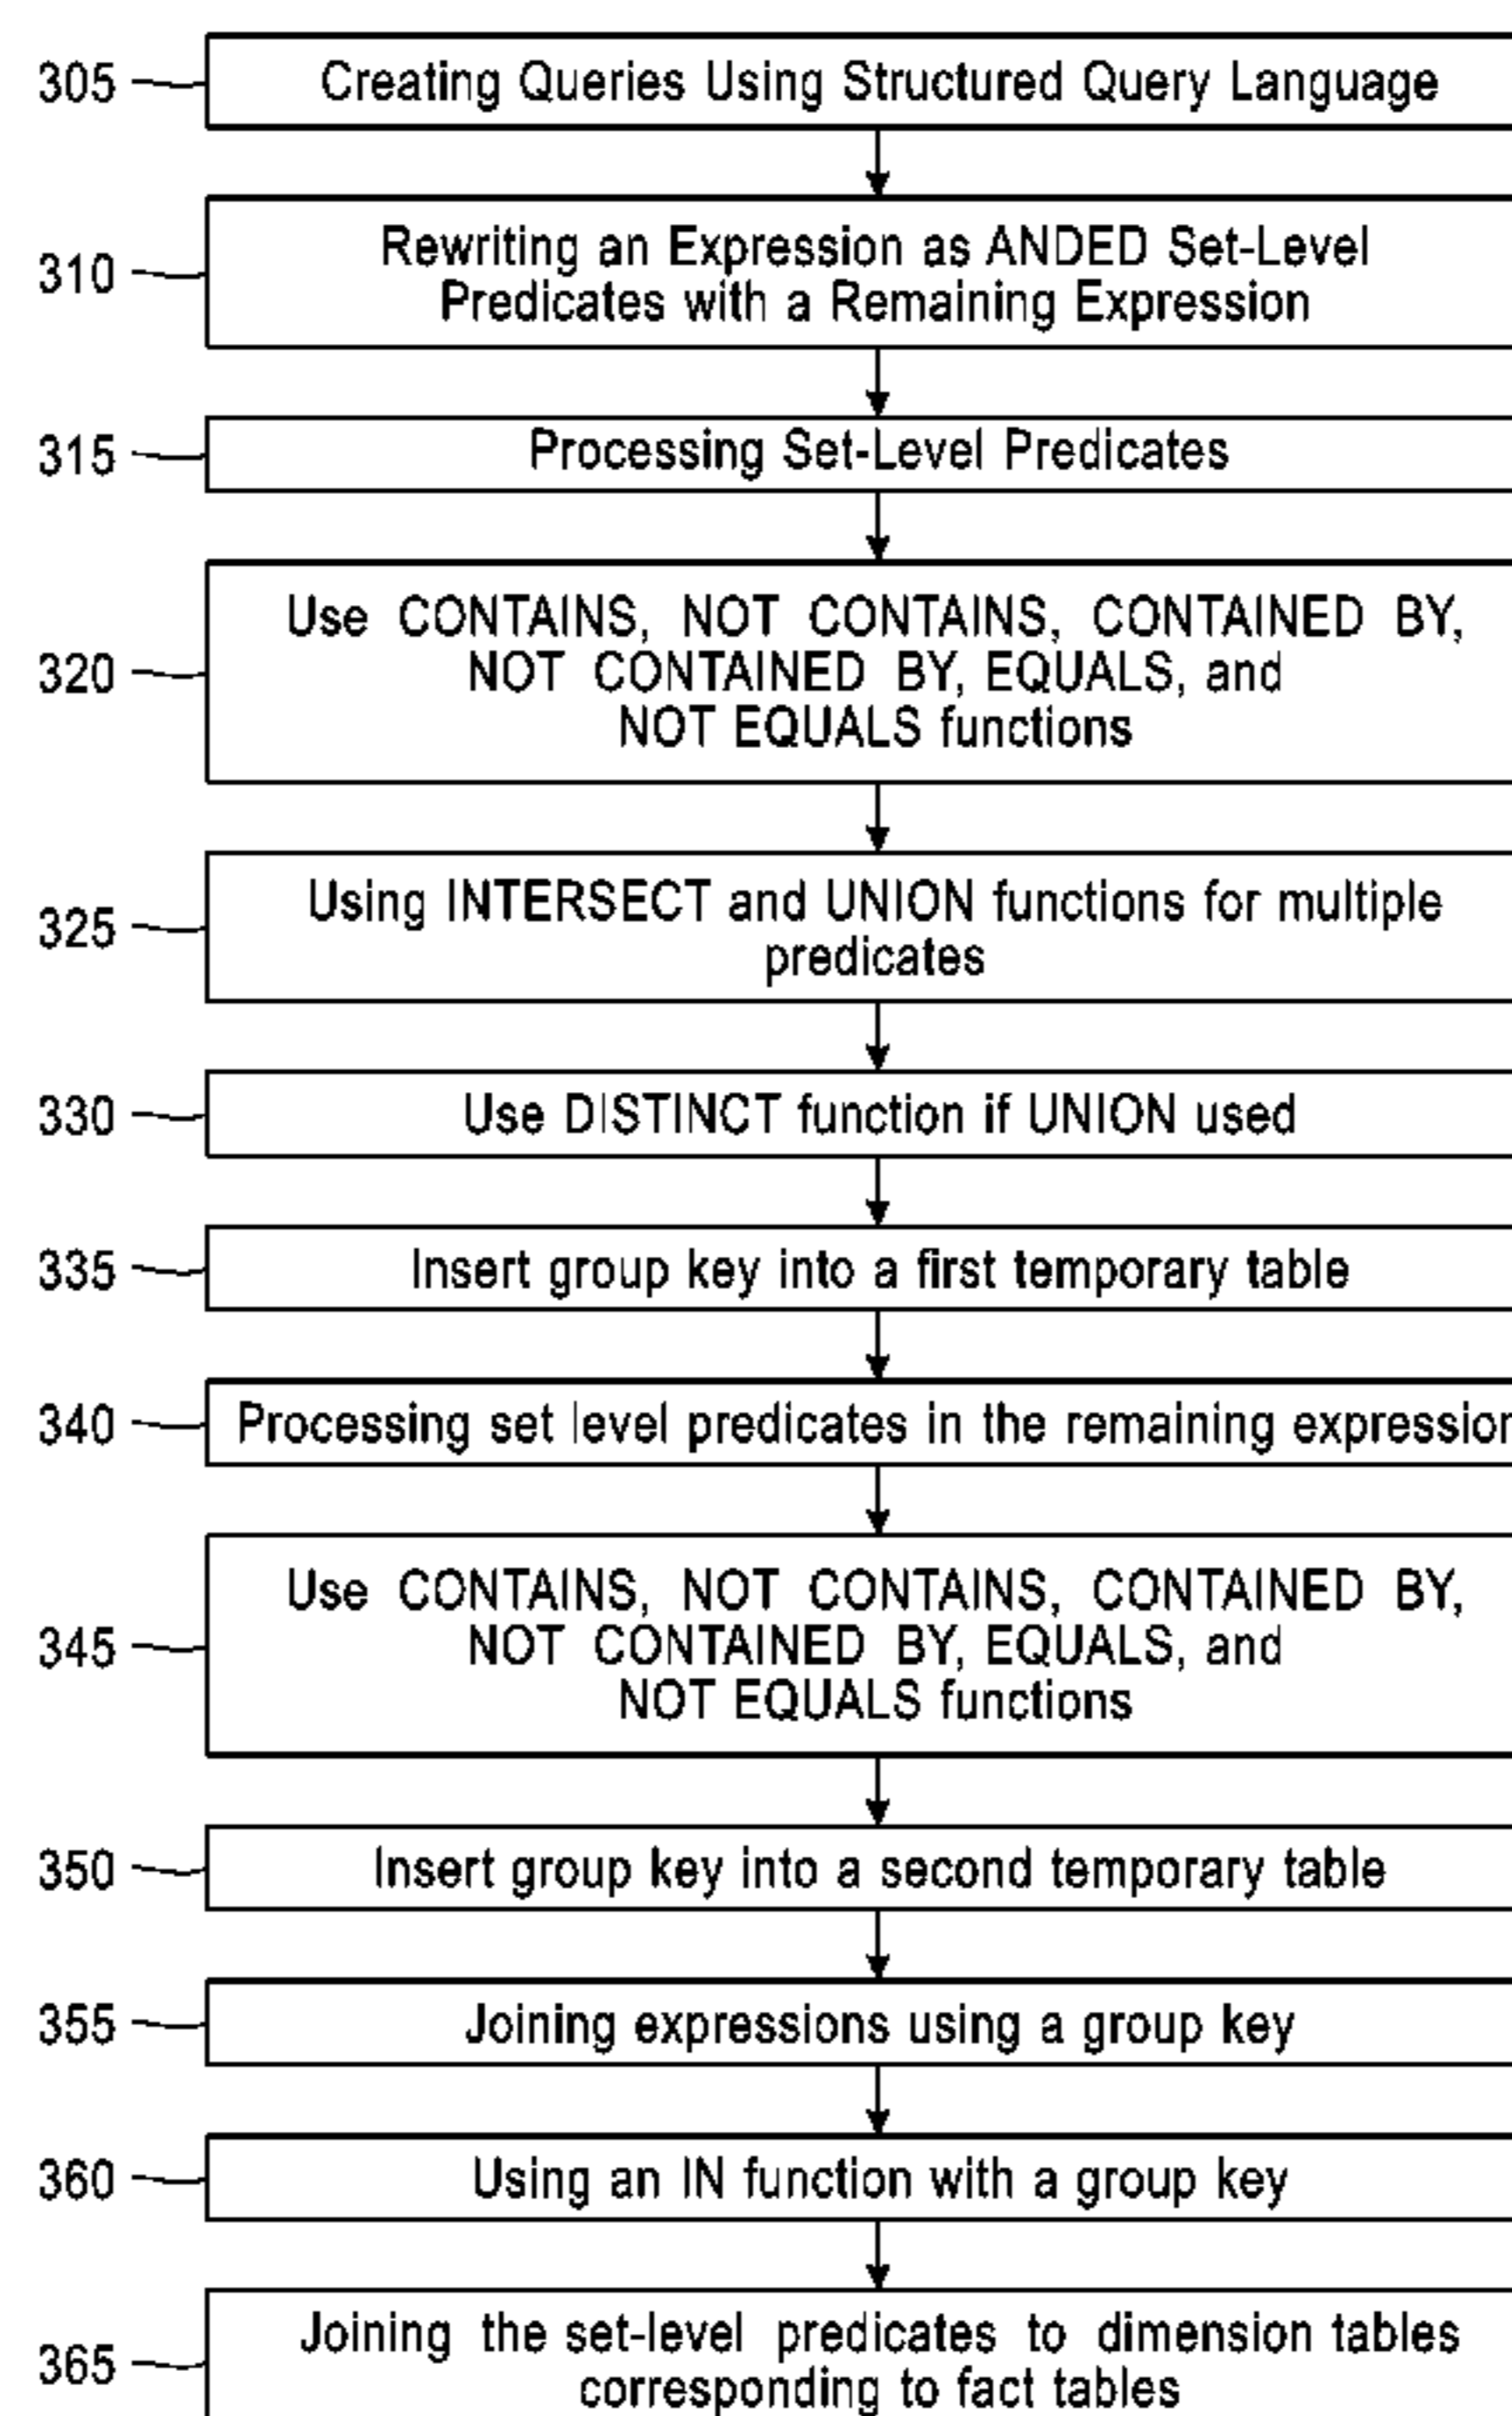 305 Creating Queries Using Structured Query Language
310 Rewriting an Expression as ANDED Set-Level
Predicates with a Remaining Expression
315 Processing Set-Level Predicates
320 Use CONTAINS, NOT CONTAINS, CONTAINED BY,
NOT CONTAINED BY, EQUALS, and
NOT EQUALS functions
325 Using INTERSECT and UNION functions for multiple
predicates
330 Use DISTINCT function if UNION used
335 Insert group key into a first temporary table
340 Processing set level predicates in the remaining expression
345 Use CONTAINS, NOT CONTAINS, CONTAINED BY,
NOT CONTAINED BY, EQUALS, and
NOT EQUALS functions
350 Insert group key into a second temporary table
355 Joining expressions using a group key
360 Using an IN function with a group key
365 Joining the set-level predicates to dimension tables
corresponding to fact tables